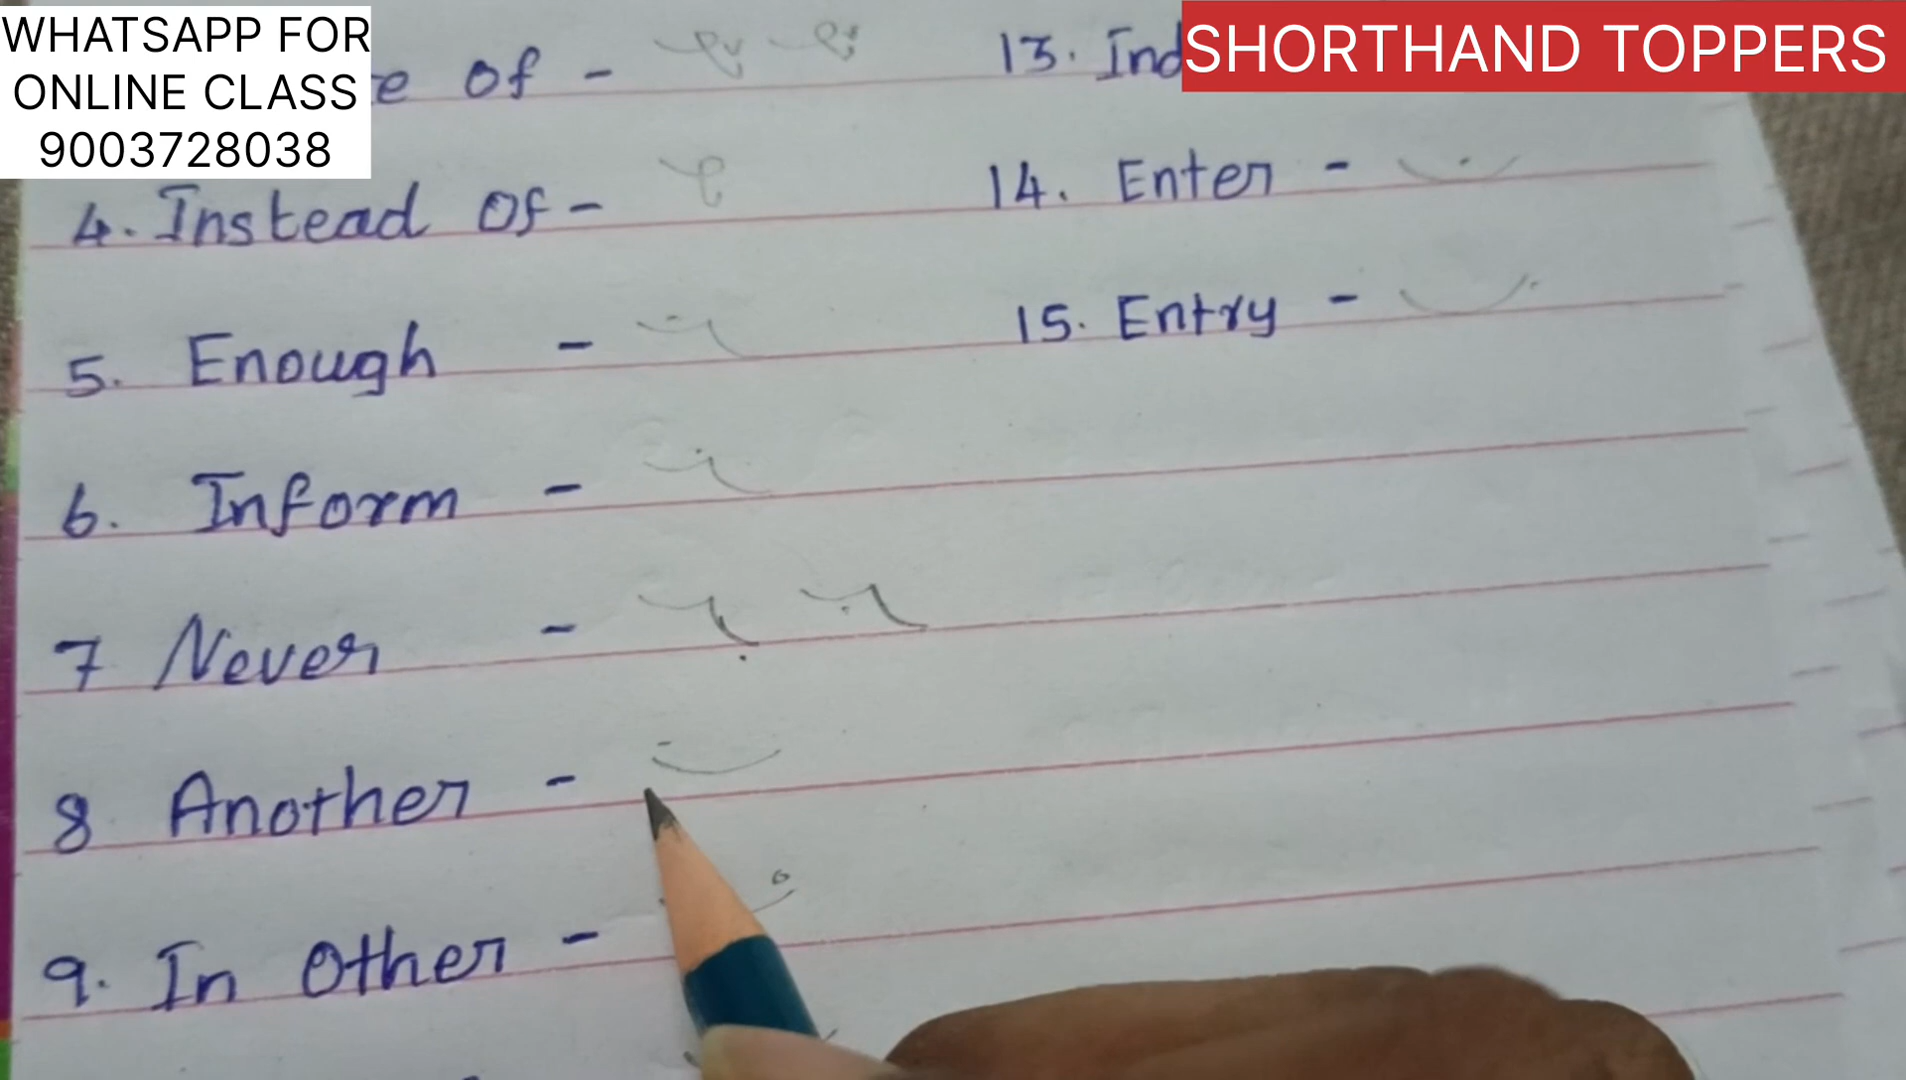 WHATSAPP FOR
ONLINE CLASS
9003728038
SHORTHAND TOPPERS
e of -
4. Instead Of -
5. Enough -
6. Inform -
7 Never -
8 Another -
9. In Other -
13. Ind
14. Enter -
15. Entry -